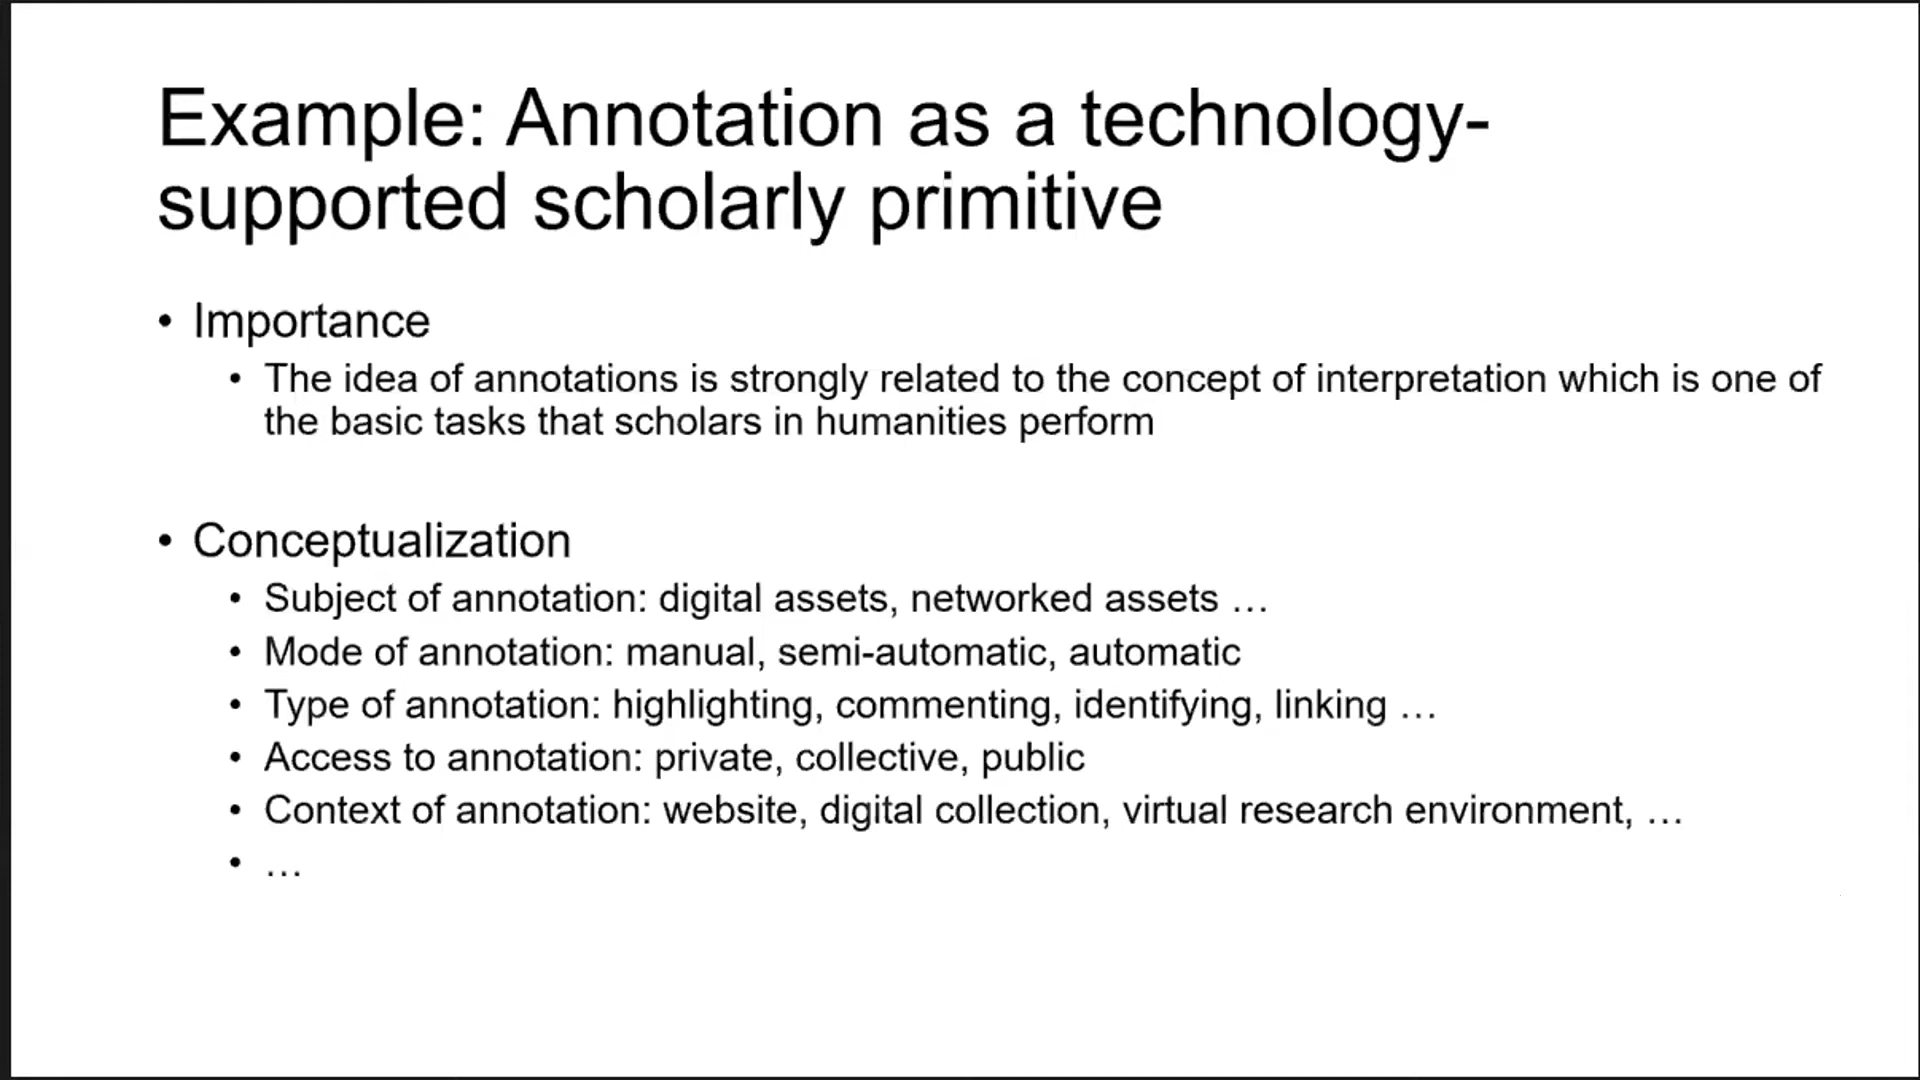 Example: Annotation as a technology-
supported scholarly primitive
• Importance
• The idea of annotations is strongly related to the concept of interpretation which is one of
the basic tasks that scholars in humanities perform
• Conceptualization
• Subject of annotation: digital assets, networked assets …
• Mode of annotation: manual, semi-automatic, automatic
• Type of annotation: highlighting, commenting, identifying, linking …
• Access to annotation: private, collective, public
• Context of annotation: website, digital collection, virtual research environment, …
• …